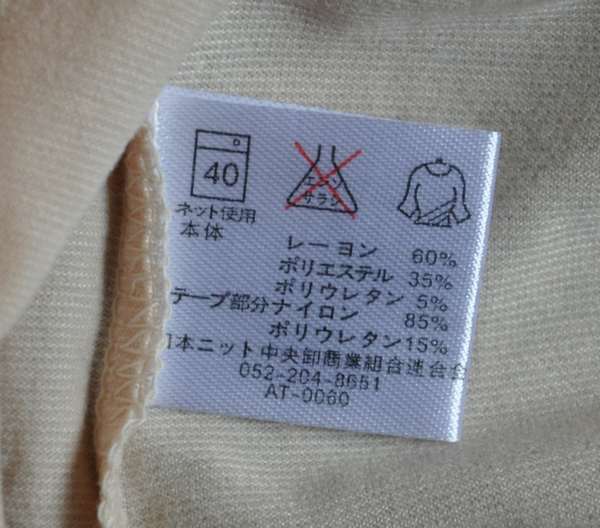 40
エンソ
サラシ
ネット使用
本体
レーヨン 60%
ポリエステル 35%
ポリウレタン 5%
テープ部分 ナイロン 85%
ポリウレタン 15%
日本ニット中央卸商業組合連合会
052-204-8651
AT-0060